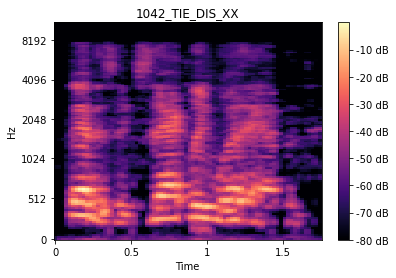 1042_TIE_DIS_XX
8192
4096
2048
1024
512
0
Hz
0
0.5
1
1.5
Time
-10 dB
-20 dB
-30 dB
-40 dB
-50 dB
-60 dB
-70 dB
-80 dB